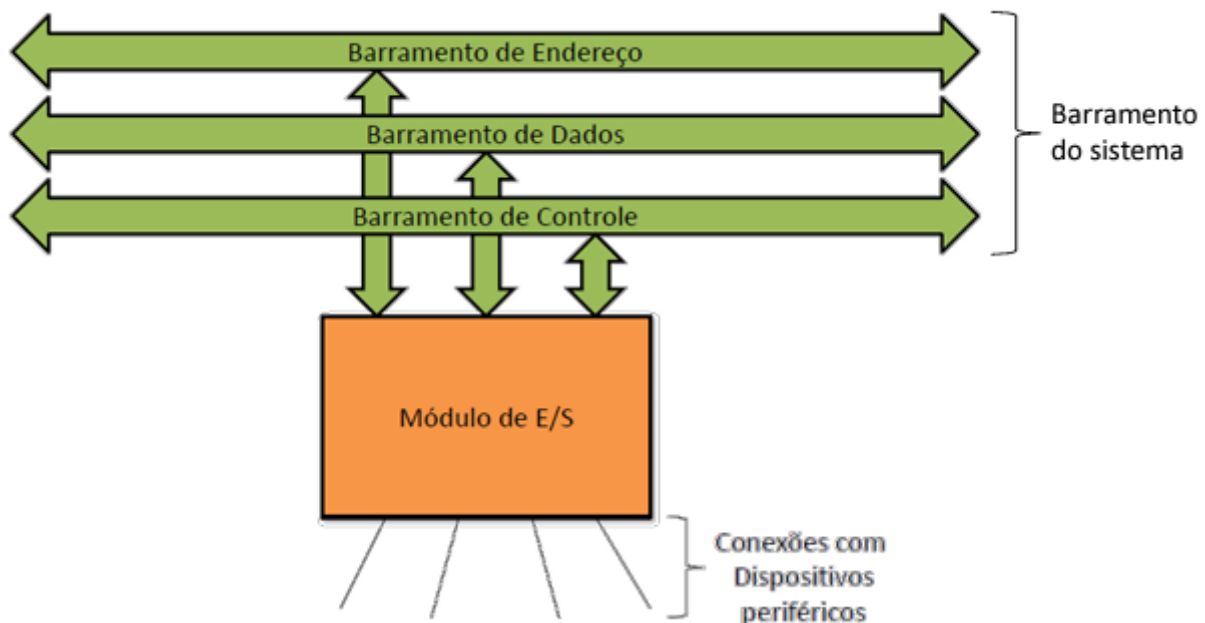 Barramento de Endereço
Barramento de Dados
Barramento de Controle
Barramento
do sistema
Módulo de E/S
Conexões com
Dispositivos
periféricos